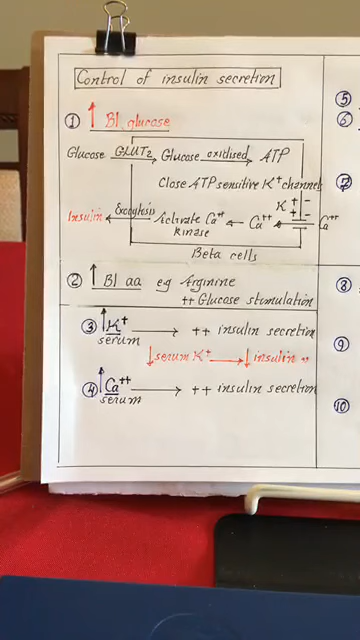 Control of insulin secretion
① ↑ Bl glucose
Glucose GLUT2 → Glucose oxidised → ATP
Close ATP sensitive K+ channel
K+
Insulin ← Exocytosis Activate Ca++ kinase ← Ca++ ← Ca++
Beta cells
② ↑ Bl aa eg Arginine
++ Glucose stimulation
③ ↑ K+ serum → ++ insulin secretion
↓ serum K+ → ↓ insulin
④ ↑ Ca++ serum → ++ insulin secretion
⑤
⑥
⑦
⑧
⑨
⑩